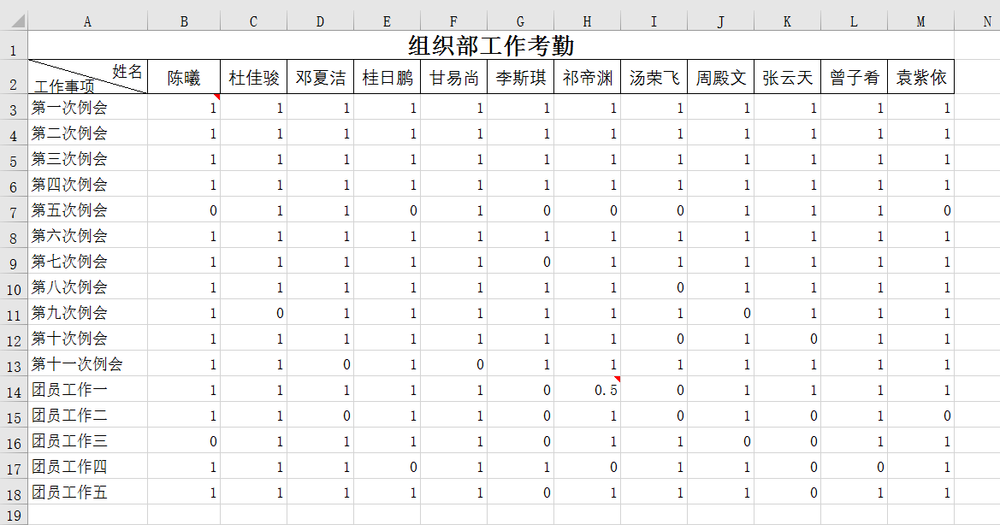 A B C D E F G H I J K L M N
1 组织部工作考勤
姓名
2 工作事项 陈曦 杜佳骏 邓夏洁 桂日鹏 甘易尚 李斯琪 祁帝渊 汤荣飞 周殿文 张云天 曾子肴 袁紫依
3 第一次例会 1 1 1 1 1 1 1 1 1 1 1 1
4 第二次例会 1 1 1 1 1 1 1 1 1 1 1 1
5 第三次例会 1 1 1 1 1 1 1 1 1 1 1 1
6 第四次例会 1 1 1 1 1 1 1 1 1 1 1 1
7 第五次例会 0 1 1 0 1 0 0 0 1 1 1 0
8 第六次例会 1 1 1 1 1 1 1 1 1 1 1 1
9 第七次例会 1 1 1 1 1 0 1 1 1 1 1 1
10 第八次例会 1 1 1 1 1 1 1 0 1 1 1 1
11 第九次例会 1 0 1 1 1 1 1 1 0 1 1 1
12 第十次例会 1 1 1 1 1 1 1 0 1 0 1 1
13 第十一次例会 1 1 0 1 0 1 1 1 1 1 1 1
14 团员工作一 1 1 1 1 1 0 0.5 0 1 1 1 1
15 团员工作二 1 1 0 1 1 0 1 0 1 0 1 0
16 团员工作三 0 1 1 1 1 0 1 1 0 0 1 1
17 团员工作四 1 1 1 0 1 1 0 1 1 0 0 1
18 团员工作五 1 1 1 1 1 0 1 1 1 0 1 1
19